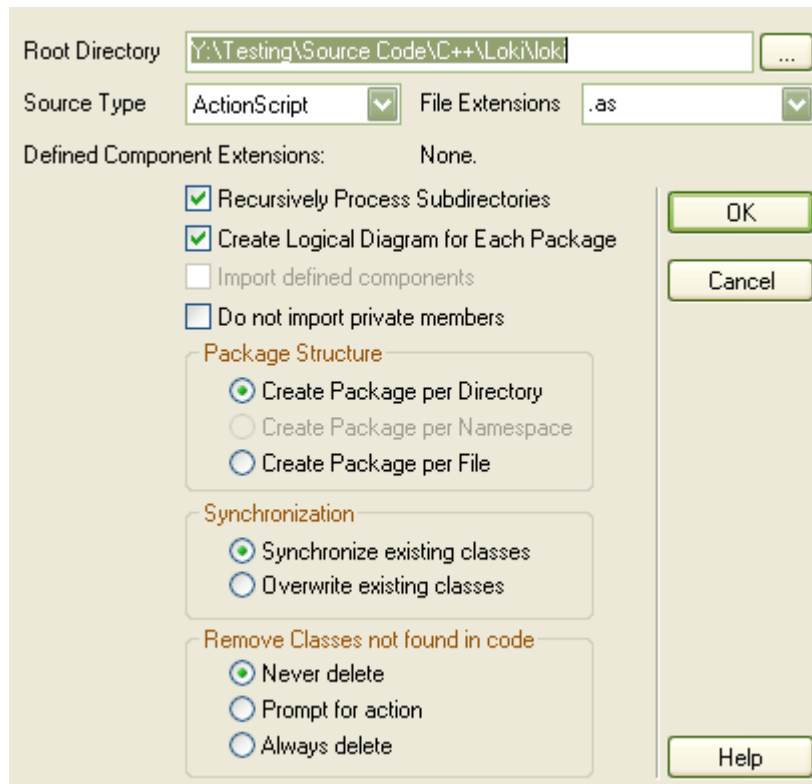 Root Directory Y:\Testing\Source Code\C++\Loki\loki ...
Source Type ActionScript File Extensions .as
Defined Component Extensions: None.
Recursively Process Subdirectories
OK
Create Logical Diagram for Each Package
Import defined components
Cancel
Do not import private members
Package Structure
Create Package per Directory
Create Package per Namespace
Create Package per File
Synchronization
Synchronize existing classes
Overwrite existing classes
Remove Classes not found in code
Never delete
Prompt for action
Always delete
Help